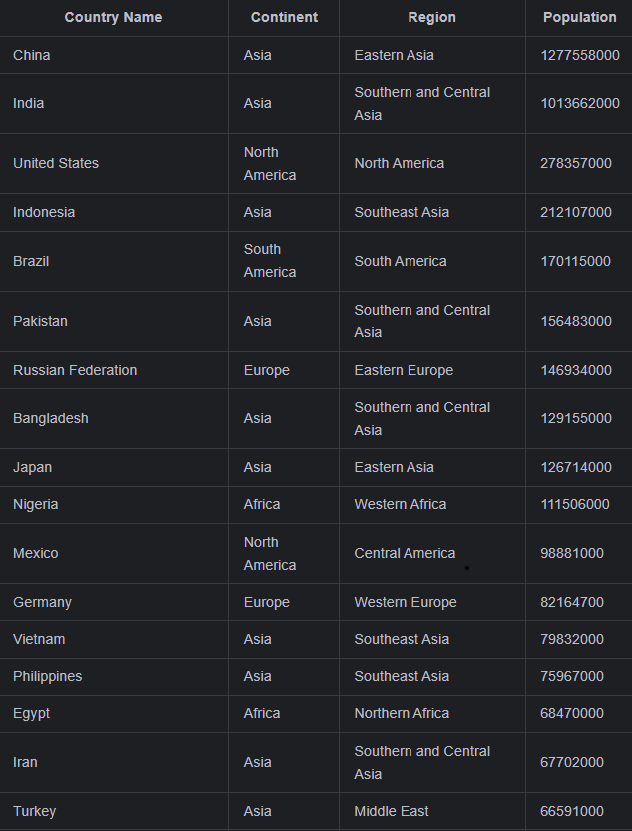 Country Name Continent Region Population
China Asia Eastern Asia 1277558000
India Asia Southern and Central Asia 1013662000
United States North America North America 278357000
Indonesia Asia Southeast Asia 212107000
Brazil South America South America 170115000
Pakistan Asia Southern and Central Asia 156483000
Russian Federation Europe Eastern Europe 146934000
Bangladesh Asia Southern and Central Asia 129155000
Japan Asia Eastern Asia 126714000
Nigeria Africa Western Africa 111506000
Mexico North America Central America 98881000
Germany Europe Western Europe 82164700
Vietnam Asia Southeast Asia 79832000
Philippines Asia Southeast Asia 75967000
Egypt Africa Northern Africa 68470000
Iran Asia Southern and Central Asia 67702000
Turkey Asia Middle East 66591000